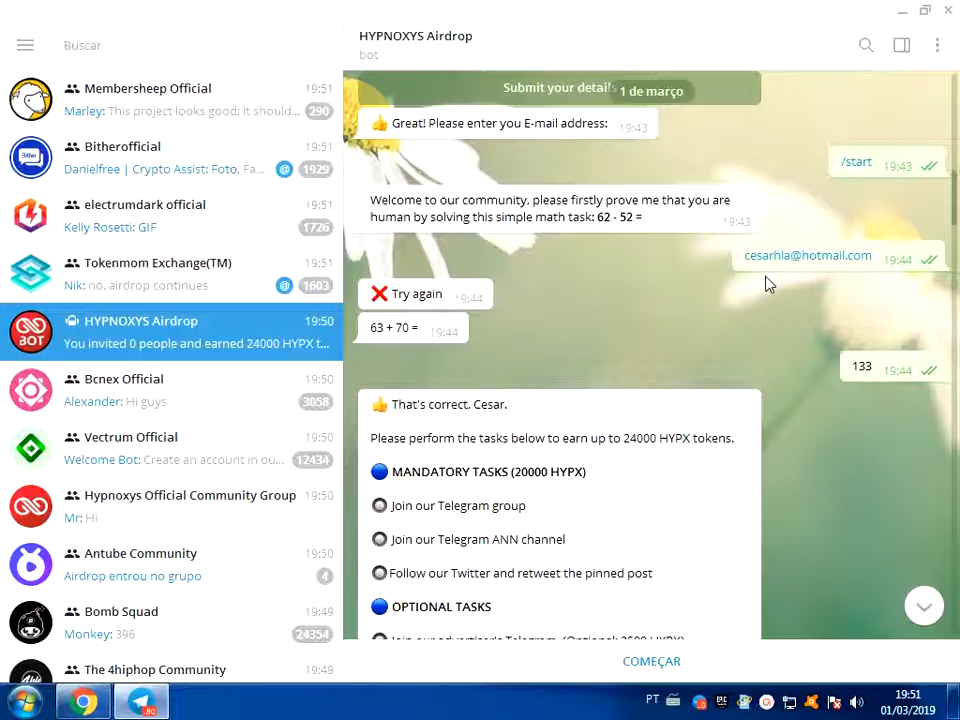 Buscar
Membersheep Official 19:51
Marley: This project looks good; it should... 290
Bitherofficial 19:51
Danielfree | Crypto Assist: Foto, Fa... @ 1929
electrumdark official 19:51
Kelly Rosetti: GIF 1726
Tokenmom Exchange(TM) 19:51
Nik: no. airdrop continues @ 1603
HYPNOXYS Airdrop 19:50
You invited 0 people and earned 24000 HYPX t...
BOT
Bcnex Official 19:50
Alexander: Hi guys 3058
Vectrum Official 19:50
Welcome Bot: Create an account in ou... 12434
Hypnoxys Official Community Group 19:50
Mr: Hi
Antube Community 19:50
Airdrop entrou no grupo 4
Bomb Squad 19:49
Monkey: 396 24354
The 4hiphop Community 19:49
HYPNOXYS Airdrop
bot
Submit your details
1 de março
👍 Great! Please enter you E-mail address: 19:43
/start 19:43
Welcome to our community, please firstly prove me that you are
human by solving this simple math task: 62 - 52 = 19:43
cesarhla@hotmail.com 19:44
❌ Try again 19:44
63 + 70 = 19:44
133 19:44
👍 That's correct, Cesar.
Please perform the tasks below to earn up to 24000 HYPX tokens.
🔵 MANDATORY TASKS (20000 HYPX)
🔘 Join our Telegram group
🔘 Join our Telegram ANN channel
🔘 Follow our Twitter and retweet the pinned post
🔵 OPTIONAL TASKS
COMEÇAR
80
PT
19:51
01/03/2019